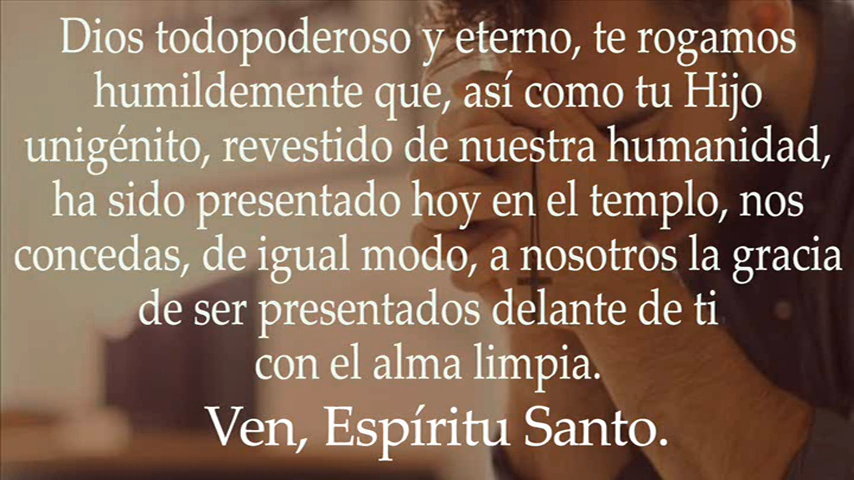 Dios todopoderoso y eterno, te rogamos
humildemente que, así como tu Hijo
unigénito, revestido de nuestra humanidad,
ha sido presentado hoy en el templo, nos
concedas, de igual modo, a nosotros la gracia
de ser presentados delante de ti
con el alma limpia.
Ven, Espíritu Santo.